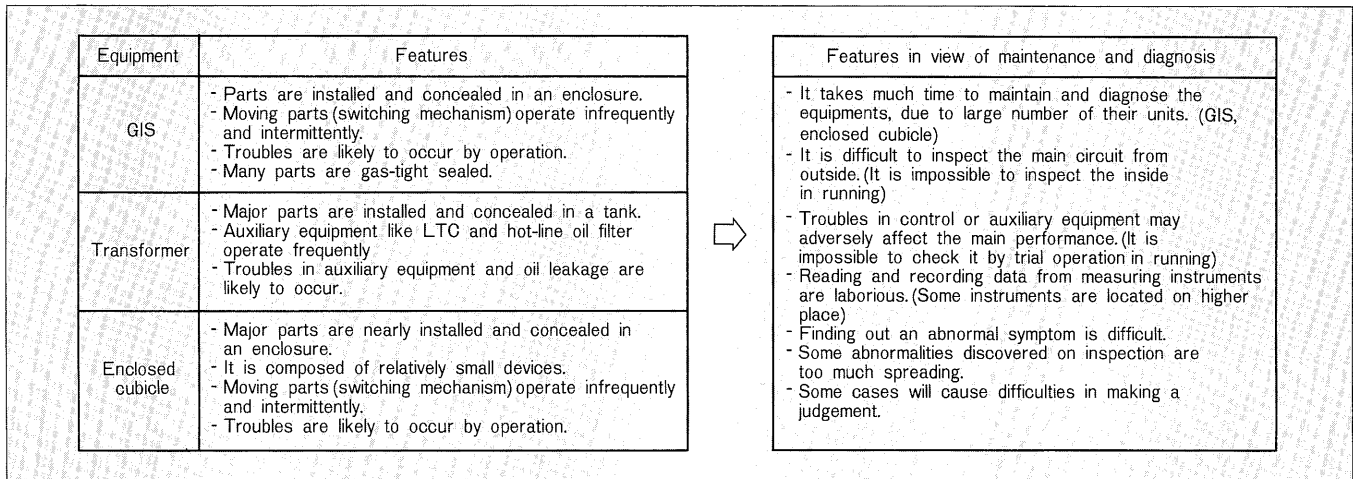 Equipment
Features
GIS
- Parts are installed and concealed in an enclosure.
- Moving parts (switching mechanism) operate infrequently
and intermittently.
- Troubles are likely to occur by operation.
- Many parts are gas-tight sealed.
Transformer
- Major parts are installed and concealed in a tank.
- Auxiliary equipment like LTC and hot-line oil filter
operate frequently
- Troubles in auxiliary equipment and oil leakage are
likely to occur.
Enclosed
cubicle
- Major parts are nearly installed and concealed in
an enclosure.
- It is composed of relatively small devices.
- Moving parts (switching mechanism) operate infrequently
and intermittently.
- Troubles are likely to occur by operation.
Features in view of maintenance and diagnosis
- It takes much time to maintain and diagnose the
equipments, due to large number of their units. (GIS,
enclosed cubicle)
- It is difficult to inspect the main circuit from
outside. (It is impossible to inspect the inside
in running)
- Troubles in control or auxiliary equipment may
adversely affect the main performance. (It is
impossible to check it by trial operation in running)
- Reading and recording data from measuring instruments
are laborious. (Some instruments are located on higher
place)
- Finding out an abnormal symptom is difficult.
- Some abnormalities discovered on inspection are
too much spreading.
- Some cases will cause difficulties in making a
judgement.